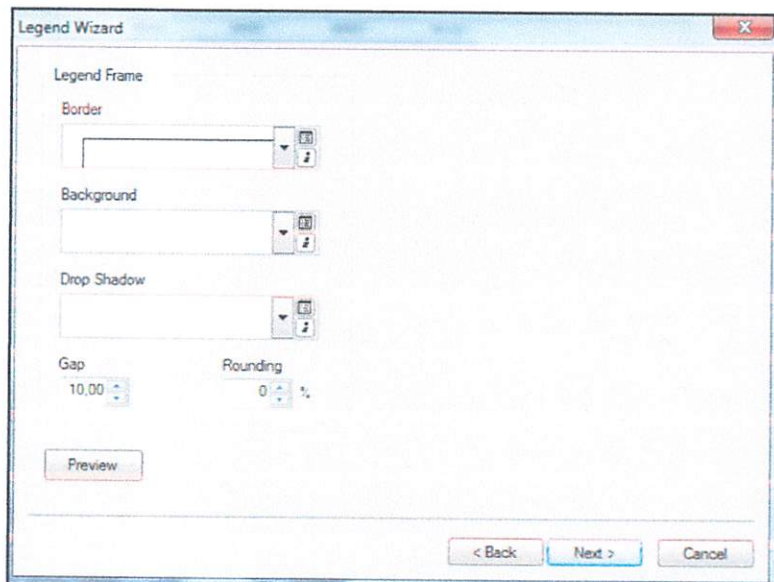 Legend Wizard
Legend Frame
Border
Background
Drop Shadow
Gap
Rounding
10,00
0 %
Preview
< Back
Next >
Cancel